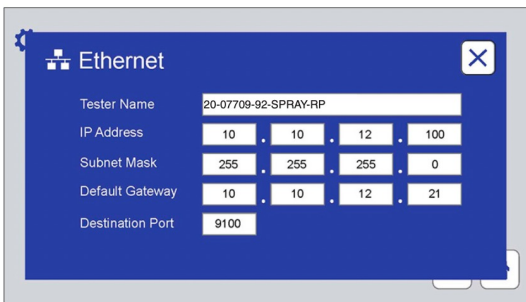 Ethernet
Tester Name 20-07709-92-SPRAY-RP
IP Address 10 . 10 . 12 . 100
Subnet Mask 255 . 255 . 255 . 0
Default Gateway 10 . 10 . 12 . 21
Destination Port 9100